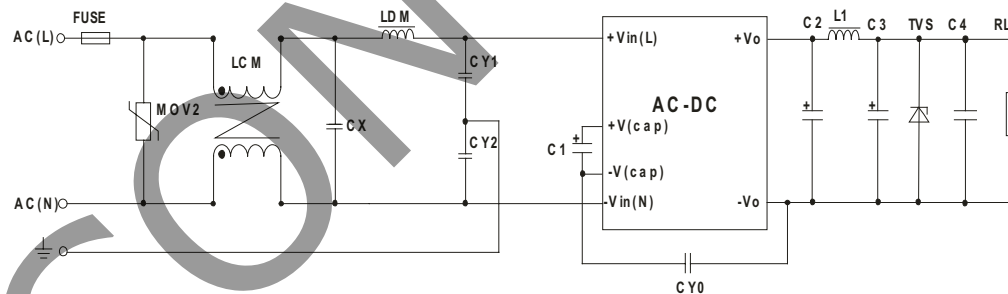 FUSE
AC(L)
MOV2
LCM
CX
LDM
CY1
CY2
AC(N)
+Vin(L)
+Vo
AC-DC
+V(cap)
-V(cap)
-Vin(N)
-Vo
+
C1
CY0
C2
L1
C3
TVS
C4
RL
+
+